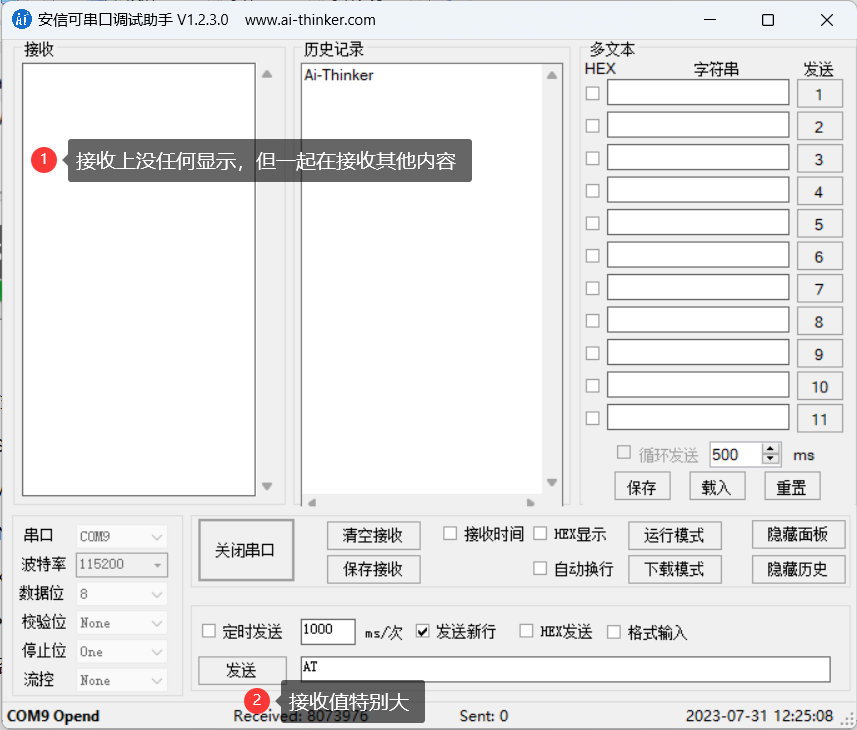 安信可串口调试助手 V1.2.3.0 www.ai-thinker.com
接收
历史记录
多文本
HEX 字符串 发送
Ai-Thinker
1
2
3
4
5
6
7
8
9
10
11
1 接收上没任何显示，但一起在接收其他内容
循环发送 500 ms
保存 载入 重置
串口 COM9
波特率 115200
数据位 8
校验位 None
停止位 One
流控 None
关闭串口
清空接收 接收时间 HEX显示 运行模式 隐藏面板
保存接收 自动换行 下载模式 隐藏历史
定时发送 1000 ms/次 发送新行 HEX发送 格式输入
发送 AT
2 接收值特别大
COM9 Opend Received: 8073976 Sent: 0 2023-07-31 12:25:08